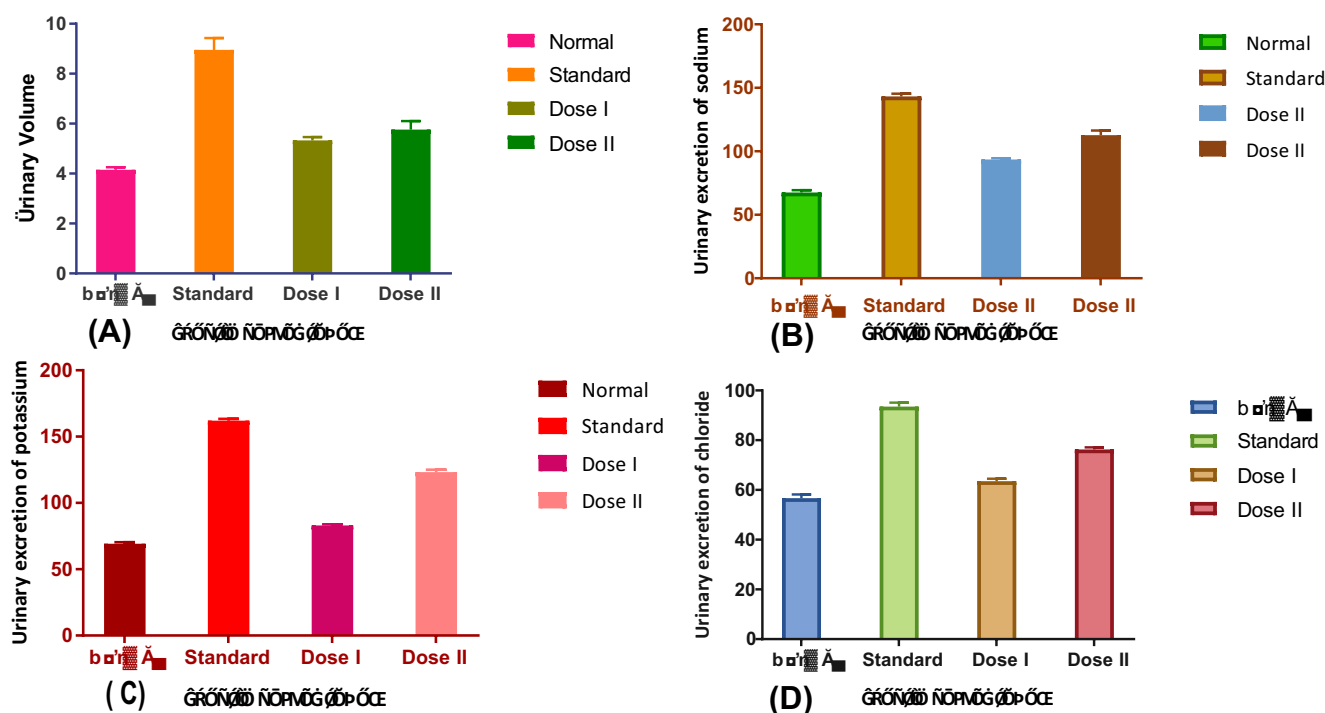 10
8
6
4
2
0
Ürinary Volume
Standard
Dose I
Dose II
(A)
Normal
Standard
Dose I
Dose II
200
150
100
50
0
Urinary excretion of sodium
Standard
Dose II
Dose II
(B)
Normal
Standard
Dose II
Dose II
200
150
100
50
0
Urinary excretion of potassium
Standard
Dose I
Dose II
(C)
Normal
Standard
Dose I
Dose II
100
80
60
40
20
0
Urinary excretion of chloride
Standard
Dose I
Dose II
(D)
Standard
Dose I
Dose II